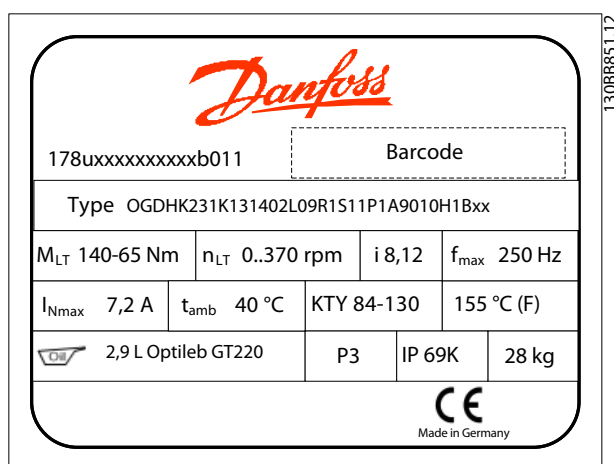 130BB851.12
Danfoss
178uxxxxxxxxxxb011
Barcode
Type OGDHK231K131402L09R1S11P1A9010H1Bxx
MLT 140-65 Nm nLT 0..370 rpm i 8,12 fmax 250 Hz
INmax 7,2 A tamb 40 °C KTY 84-130 155 °C (F)
Oil 2,9 L Optileb GT220 P3 IP 69K 28 kg
CE
Made in Germany